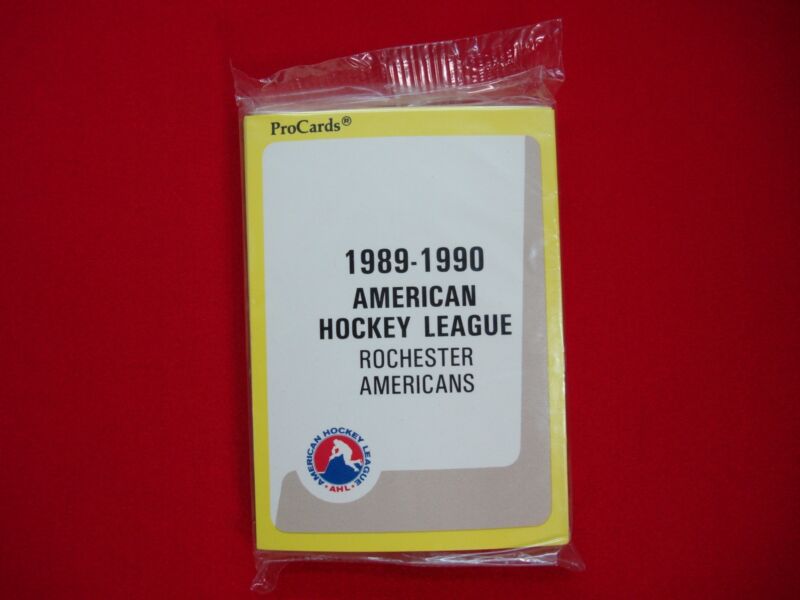 ProCards®
1989-1990
AMERICAN
HOCKEY LEAGUE
ROCHESTER
AMERICANS
AMERICAN HOCKEY LEAGUE
• AHL •